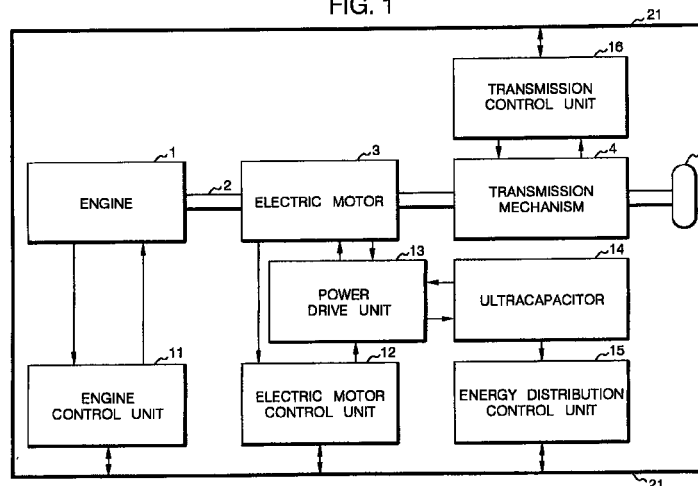 FIG. 1
21
16
TRANSMISSION
CONTROL UNIT
1
2
3
4
ENGINE
ELECTRIC MOTOR
TRANSMISSION
MECHANISM
13
14
POWER
DRIVE UNIT
ULTRACAPACITOR
11
12
15
ENGINE
CONTROL UNIT
ELECTRIC MOTOR
CONTROL UNIT
ENERGY DISTRIBUTION
CONTROL UNIT
21